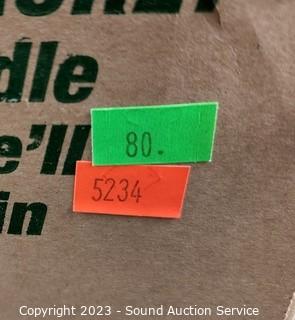 dle
80.
e'll
5234
in
Copyright 2023 - Sound Auction Service